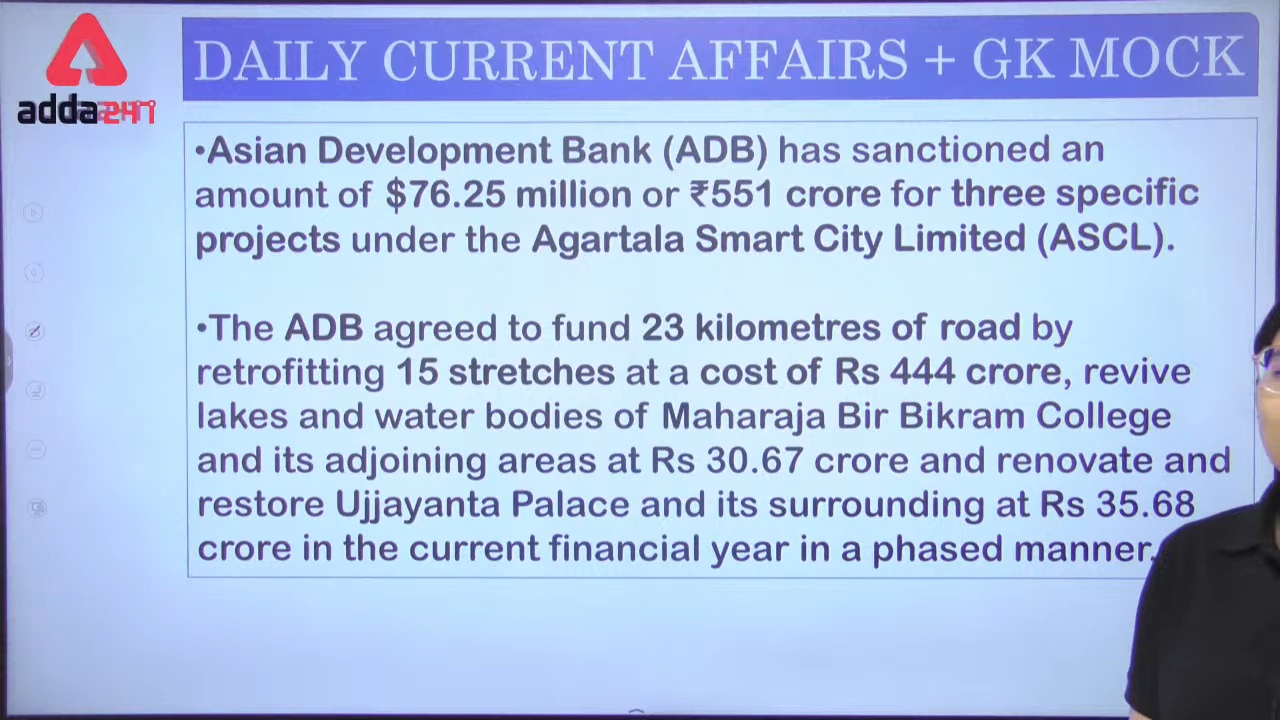 adda247
DAILY CURRENT AFFAIRS + GK MOCK
•Asian Development Bank (ADB) has sanctioned an
amount of $76.25 million or ₹551 crore for three specific
projects under the Agartala Smart City Limited (ASCL).
•The ADB agreed to fund 23 kilometres of road by
retrofitting 15 stretches at a cost of Rs 444 crore, revive
lakes and water bodies of Maharaja Bir Bikram College
and its adjoining areas at Rs 30.67 crore and renovate and
restore Ujjayanta Palace and its surrounding at Rs 35.68
crore in the current financial year in a phased manner.